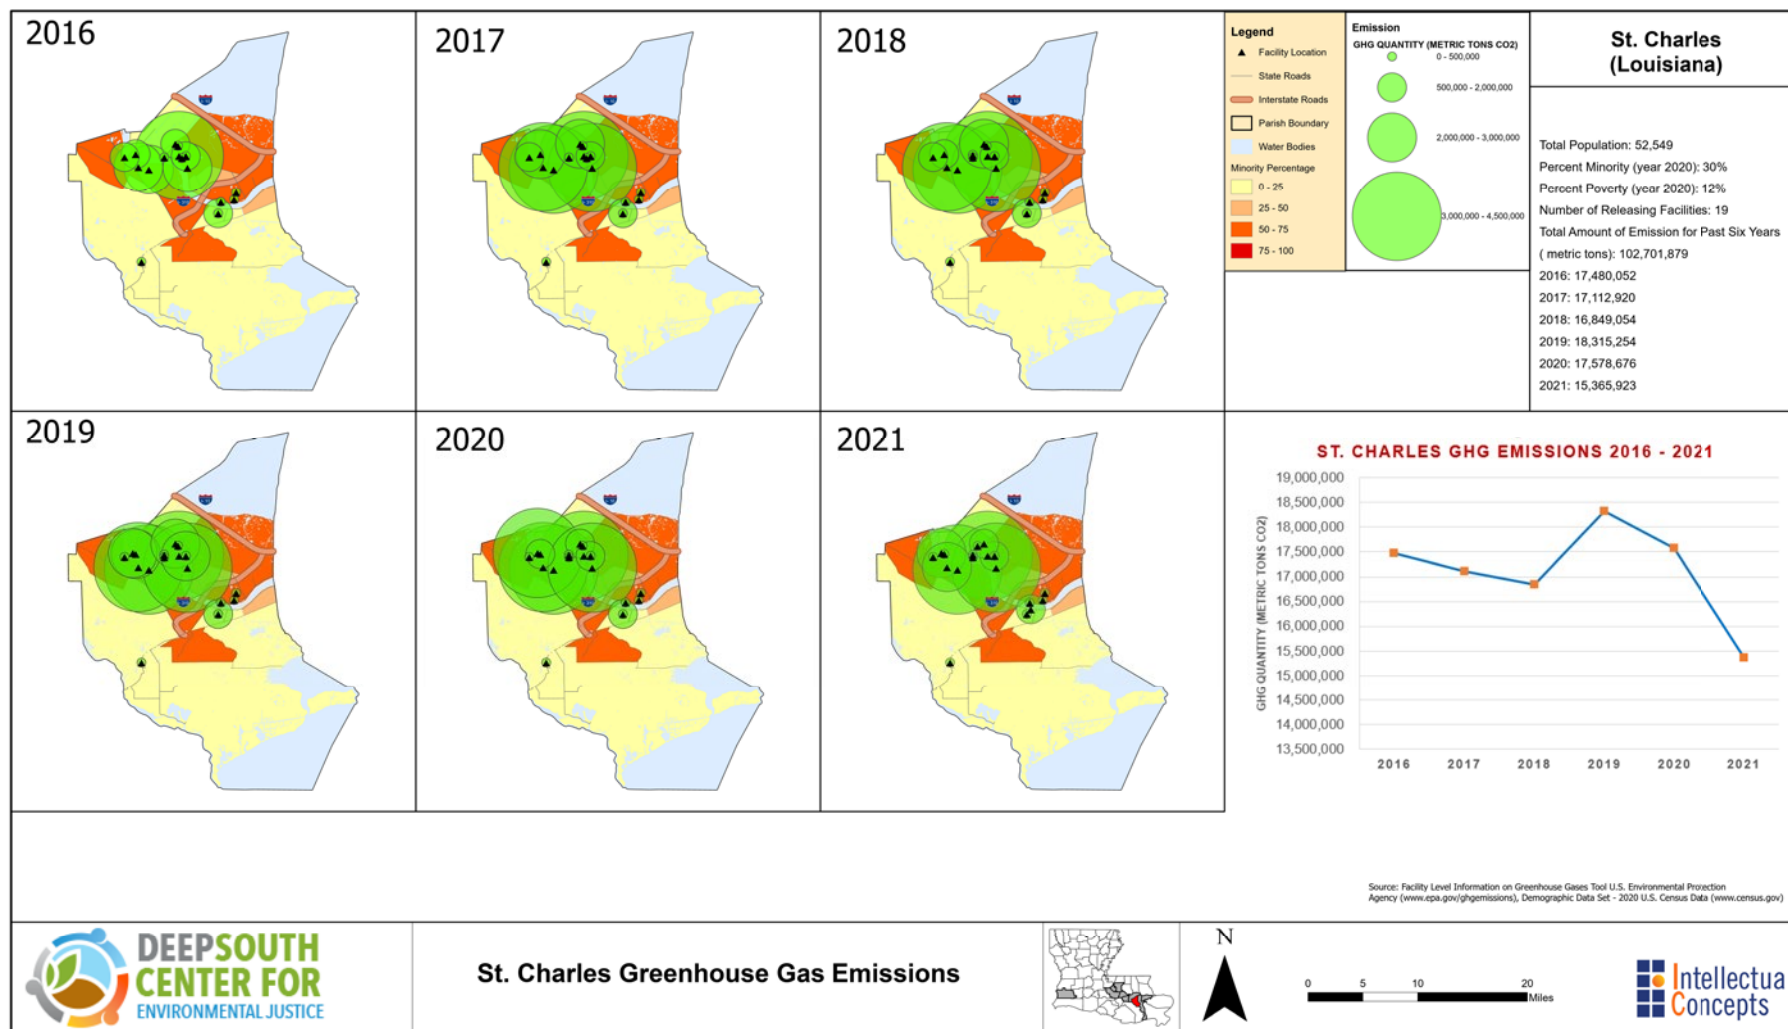 2016
2017
2018
Legend
Facility Location
State Roads
Interstate Roads
Parish Boundary
Water Bodies
Minority Percentage
0 - 25
25 - 50
50 - 75
75 - 100
Emission
GHG QUANTITY (METRIC TONS CO2)
0 - 500,000
500,000 - 2,000,000
2,000,000 - 3,000,000
3,000,000 - 4,500,000
St. Charles
(Louisiana)
Total Population: 52,549
Percent Minority (year 2020): 30%
Percent Poverty (year 2020): 12%
Number of Releasing Facilities: 19
Total Amount of Emission for Past Six Years
( metric tons): 102,701,879
2016: 17,480,052
2017: 17,112,920
2018: 16,849,054
2019: 18,315,254
2020: 17,578,676
2021: 15,365,923
2019
2020
2021
ST. CHARLES GHG EMISSIONS 2016 - 2021
GHG QUANTITY (METRIC TONS CO2)
19,000,000
18,500,000
18,000,000
17,500,000
17,000,000
16,500,000
16,000,000
15,500,000
15,000,000
14,500,000
14,000,000
13,500,000
2016 2017 2018 2019 2020 2021
Source: Facility Level Information on Greenhouse Gases Tool U.S. Environmental Protection
Agency (www.epa.gov/ghgemissions), Demographic Data Set - 2020 U.S. Census Data (www.census.gov)
DEEPSOUTH
CENTER FOR
ENVIRONMENTAL JUSTICE
St. Charles Greenhouse Gas Emissions
N
0 5 10 20
Miles
Intellectua
Concepts